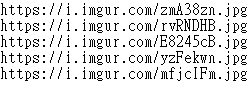 https://i.imgur.com/zmA38zn.jpg
https://i.imgur.com/rvRNDHB.jpg
https://i.imgur.com/E8245cB.jpg
https://i.imgur.com/yzFekwn.jpg
https://i.imgur.com/mfjcIFm.jpg